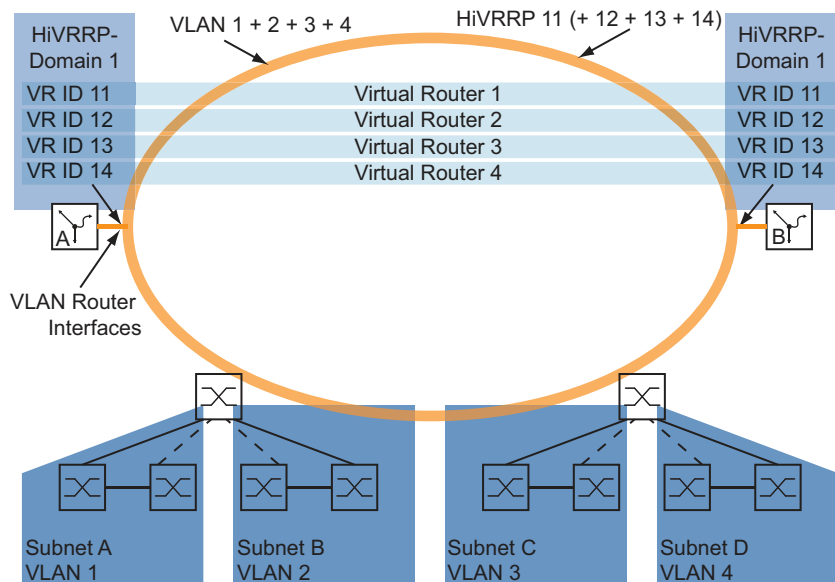 VLAN 1 + 2 + 3 + 4
HiVRRP 11 (+ 12 + 13 + 14)
HiVRRP-
Domain 1
HiVRRP-
Domain 1
VR ID 11
Virtual Router 1
VR ID 11
VR ID 12
Virtual Router 2
VR ID 12
VR ID 13
Virtual Router 3
VR ID 13
VR ID 14
Virtual Router 4
VR ID 14
A
B
VLAN Router
Interfaces
Subnet A
VLAN 1
Subnet B
VLAN 2
Subnet C
VLAN 3
Subnet D
VLAN 4